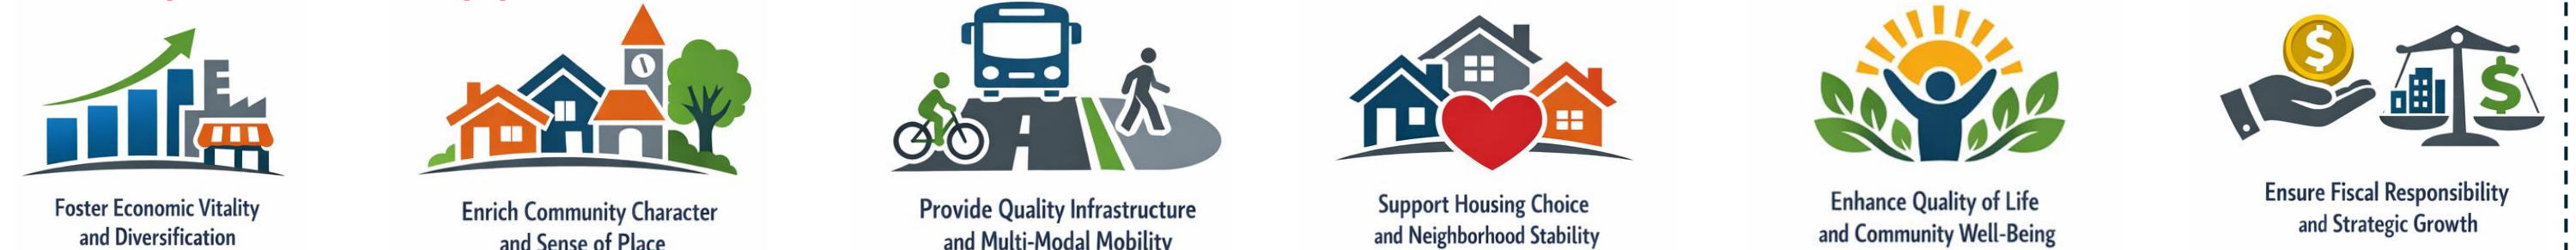 Foster Economic Vitality
and Diversification
Enrich Community Character
and Sense of Place
Provide Quality Infrastructure
and Multi-Modal Mobility
Support Housing Choice
and Neighborhood Stability
Enhance Quality of Life
and Community Well-Being
$
$
Ensure Fiscal Responsibility
and Strategic Growth